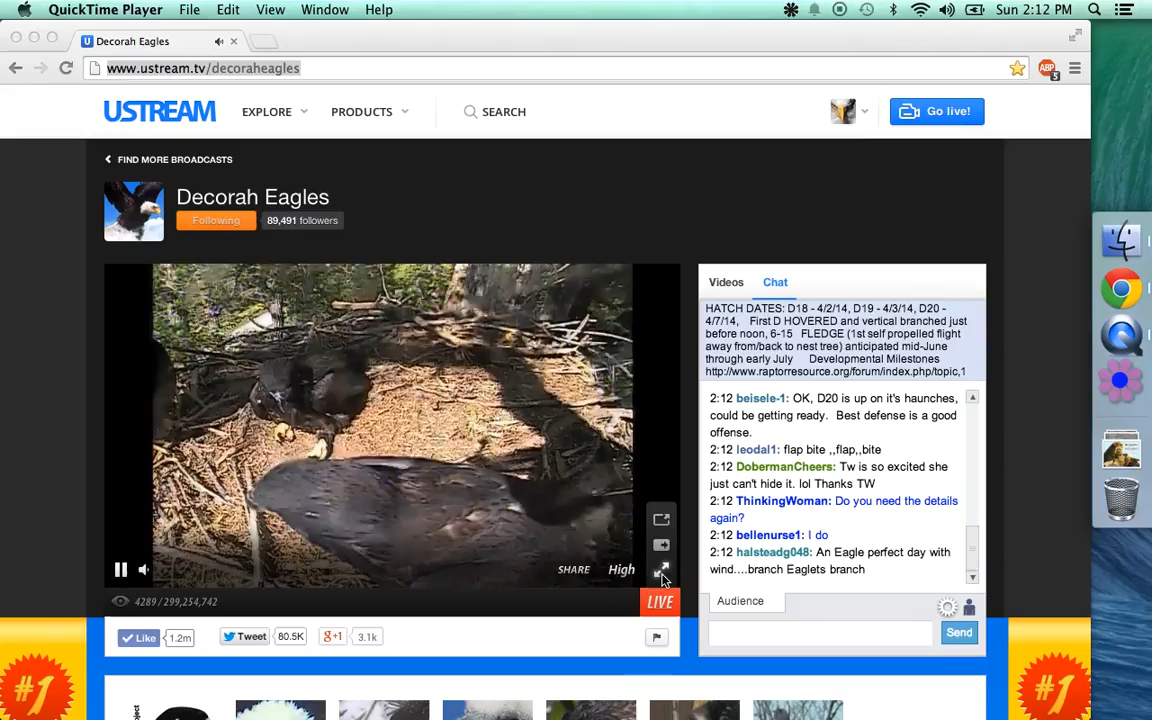 QuickTime Player File Edit View Window Help Sun 2:12 PM
U Decorah Eagles
www.ustream.tv/decoraheagles ABP 5
USTREAM EXPLORE PRODUCTS SEARCH Go live!
FIND MORE BROADCASTS
Decorah Eagles
Following 89,491 followers
SHARE High
4289/299,254,742 LIVE
Like 1.2m Tweet 80.5K g+1 3.1k
Videos Chat
HATCH DATES: D18 - 4/2/14, D19 - 4/3/14, D20 -
4/7/14, First D HOVERED and vertical branched just
before noon, 6-15 FLEDGE (1st self propelled flight
away from/back to nest tree) anticipated mid-June
through early July Developmental Milestones
http://www.raptorresource.org/forum/index.php/topic,1
2:12 beisele-1: OK, D20 is up on it's haunches,
could be getting ready. Best defense is a good
offense.
2:12 leodal1: flap bite ,,flap,,bite
2:12 DobermanCheers: Tw is so excited she
just can't hide it. lol Thanks TW
2:12 ThinkingWoman: Do you need the details
again?
2:12 bellenurse1: I do
2:12 halsteadg048: An Eagle perfect day with
wind....branch Eaglets branch
Audience
Send
#1
#1